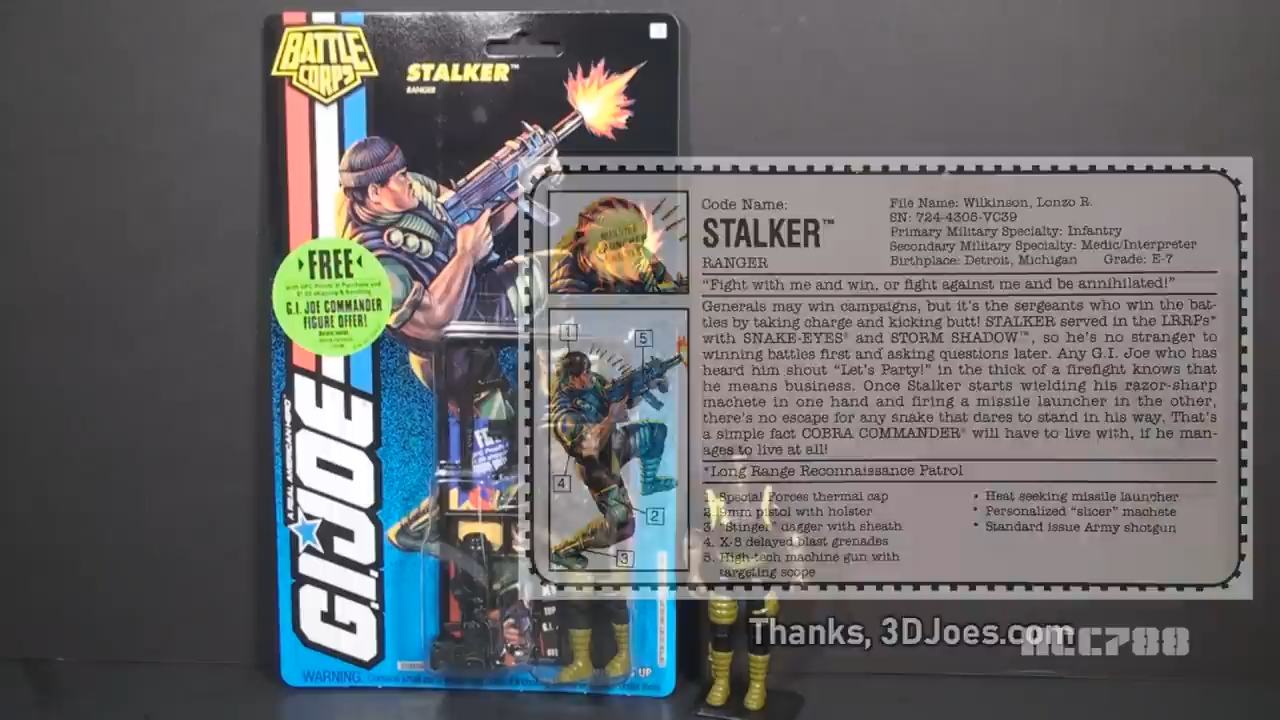 BATTLE
CORPS
STALKER™
RANGER
FREE
G.I. JOE COMMANDER
FIGURE OFFER!
A REAL AMERICAN HERO
G.I. JOE
WARNING:
UP
Code Name:
STALKER™
RANGER
File Name: Wilkinson, Lonzo R.
SN: 724-4306-VC39
Primary Military Specialty: Infantry
Secondary Military Specialty: Medic/Interpreter
Birthplace: Detroit, Michigan Grade: E-7
"Fight with me and win, or fight against me and be annihilated!"
Generals may win campaigns, but it's the sergeants who win the bat-
tles by taking charge and kicking butt! STALKER served in the LRRPs*
with SNAKE-EYES® and STORM SHADOW™, so he's no stranger to
winning battles first and asking questions later. Any G.I. Joe who has
heard him shout "Let's Party!" in the thick of a firefight knows that
he means business. Once Stalker starts wielding his razor-sharp
machete in one hand and firing a missile launcher in the other,
there's no escape for any snake that dares to stand in his way. That's
a simple fact COBRA COMMANDER® will have to live with, if he man-
ages to live at all!
*Long Range Reconnaissance Patrol
1. Special Forces thermal cap
2. 9mm pistol with holster
3. "Stinger" dagger with sheath
4. X-8 delayed blast grenades
5. High-tech machine gun with
targeting scope
• Heat seeking missile launcher
• Personalized "slicer" machete
• Standard issue Army shotgun
1
5
4
2
3
Thanks, 3DJoes.com
HCC788